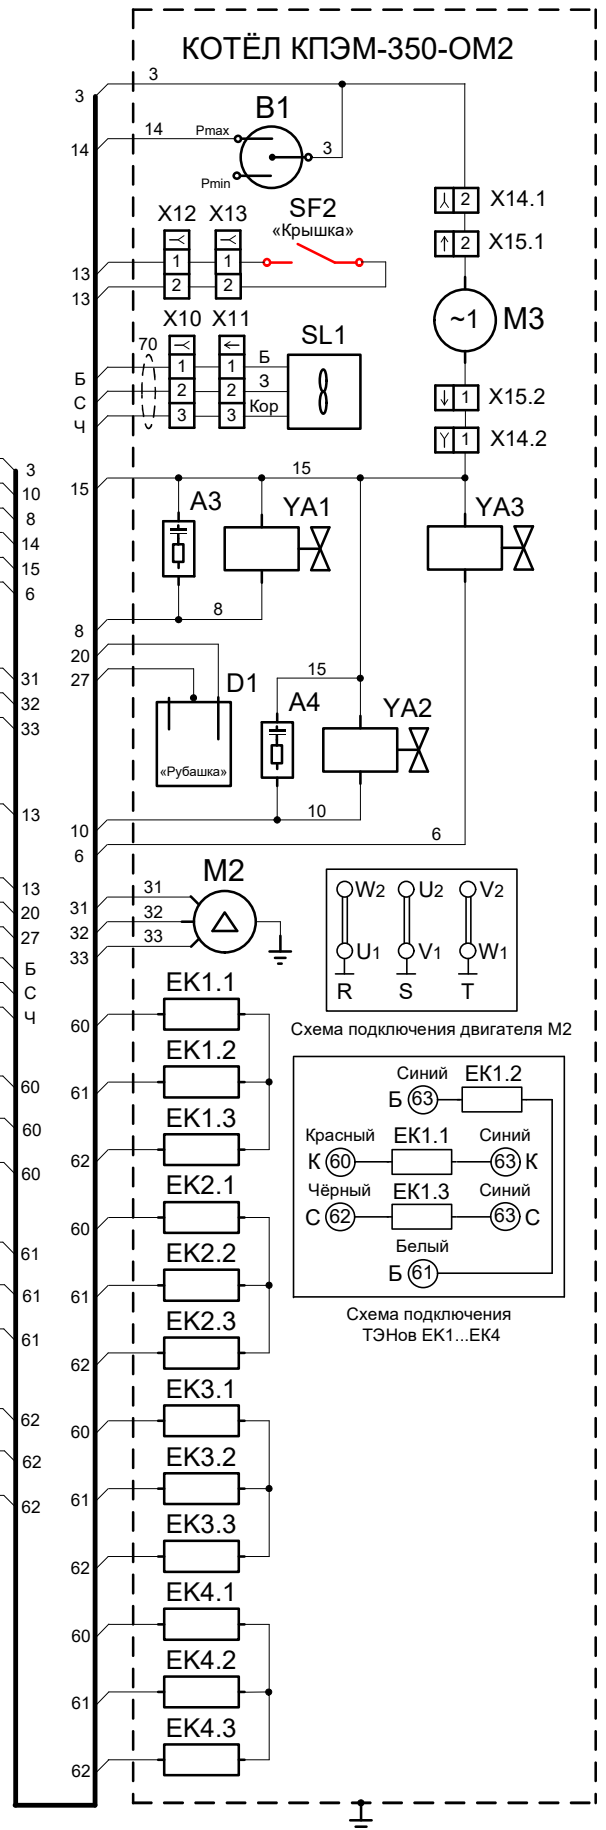 КОТЁЛ КПЭМ-350-ОМ2
3
3
B1
14
14
Pmax
3
Pmin
X12
X13
SF2
«Крышка»
2
X14.1
2
X15.1
13
1
1
13
2
2
X10
X11
SL1
~1
M3
70
Б
1
1
Б
С
2
2
З
Ч
3
3
Кор
1
X15.2
1
X14.2
3
15
15
10
A3
YA1
YA3
8
14
15
6
8
8
20
27
31
32
33
D1
«Рубашка»
15
A4
YA2
13
10
10
6
6
M2
13
20
27
Б
С
Ч
31
31
32
32
33
33
W2
U2
V2
U1
V1
W1
R
S
T
Схема подключения двигателя М2
EK1.1
60
EK1.2
61
EK1.3
62
EK2.1
60
EK2.2
61
EK2.3
62
EK3.1
60
EK3.2
61
EK3.3
62
EK4.1
60
EK4.2
61
EK4.3
62
60
60
60
61
61
61
62
62
62
Синий
ЕК1.2
Б
63
Красный
ЕК1.1
Синий
К
60
63
К
Чёрный
ЕК1.3
Синий
С
62
63
С
Белый
Б
61
Схема подключения
ТЭНов ЕК1...ЕК4